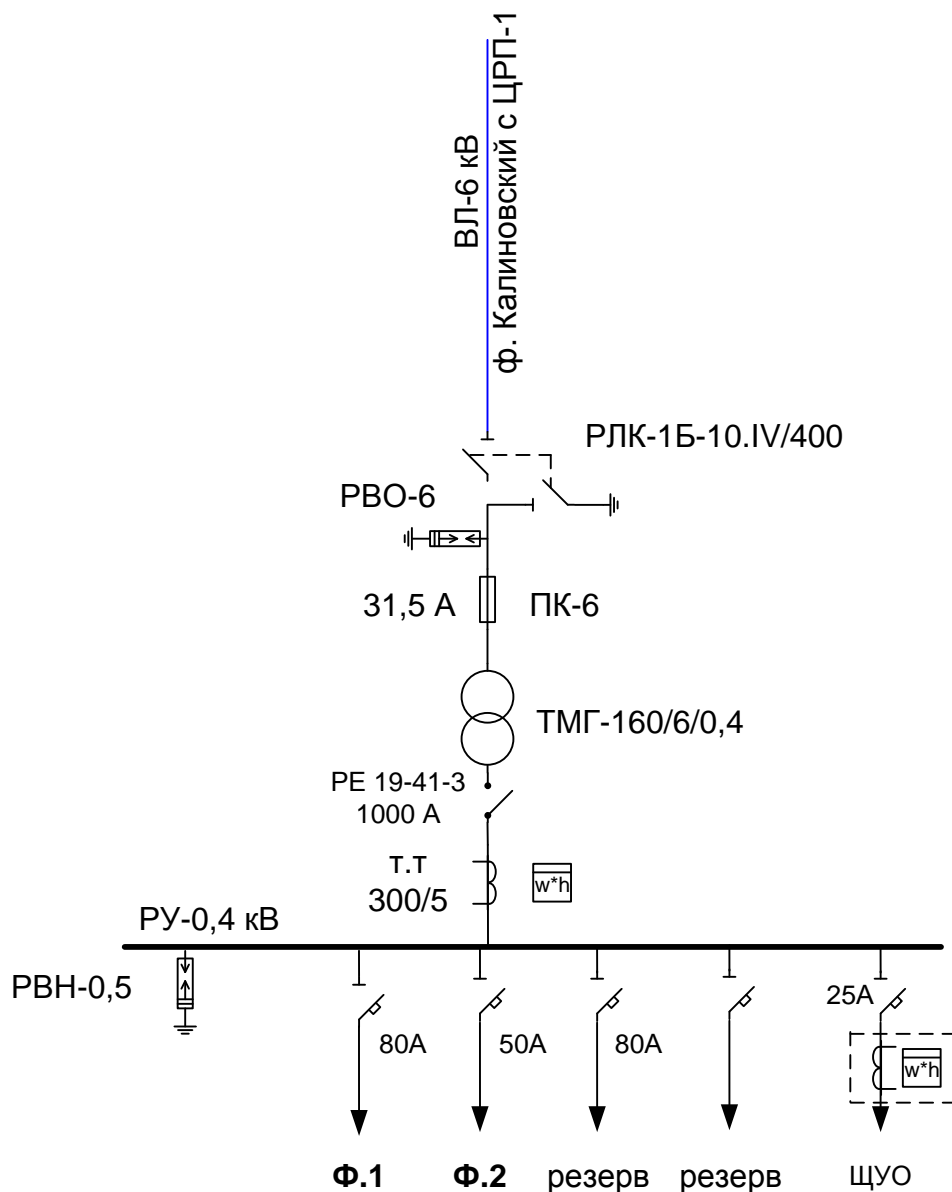 ВЛ-6 кВ
ф. Калиновский с ЦРП-1
РЛК-1Б-10.IV/400
РВО-6
31,5 А
ПК-6
ТМГ-160/6/0,4
РЕ 19-41-3
1000 А
т.т
300/5
w*h
РУ-0,4 кВ
РВН-0,5
80А
50А
80А
25А
w*h
Ф.1
Ф.2
резерв
резерв
ЩУО